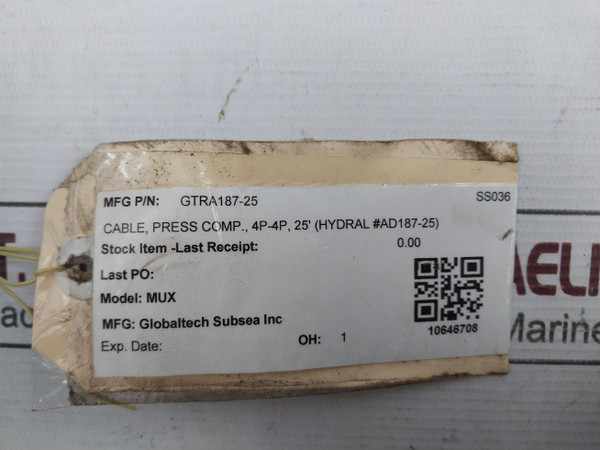 MFG P/N: GTRA187-25 SS036
CABLE, PRESS COMP., 4P-4P, 25' (HYDRAL #AD187-25)
Stock Item -Last Receipt: 0.00
Last PO:
Model: MUX
10646708
MFG: Globaltech Subsea Inc
Exp. Date: OH: 1
AELM
Marine